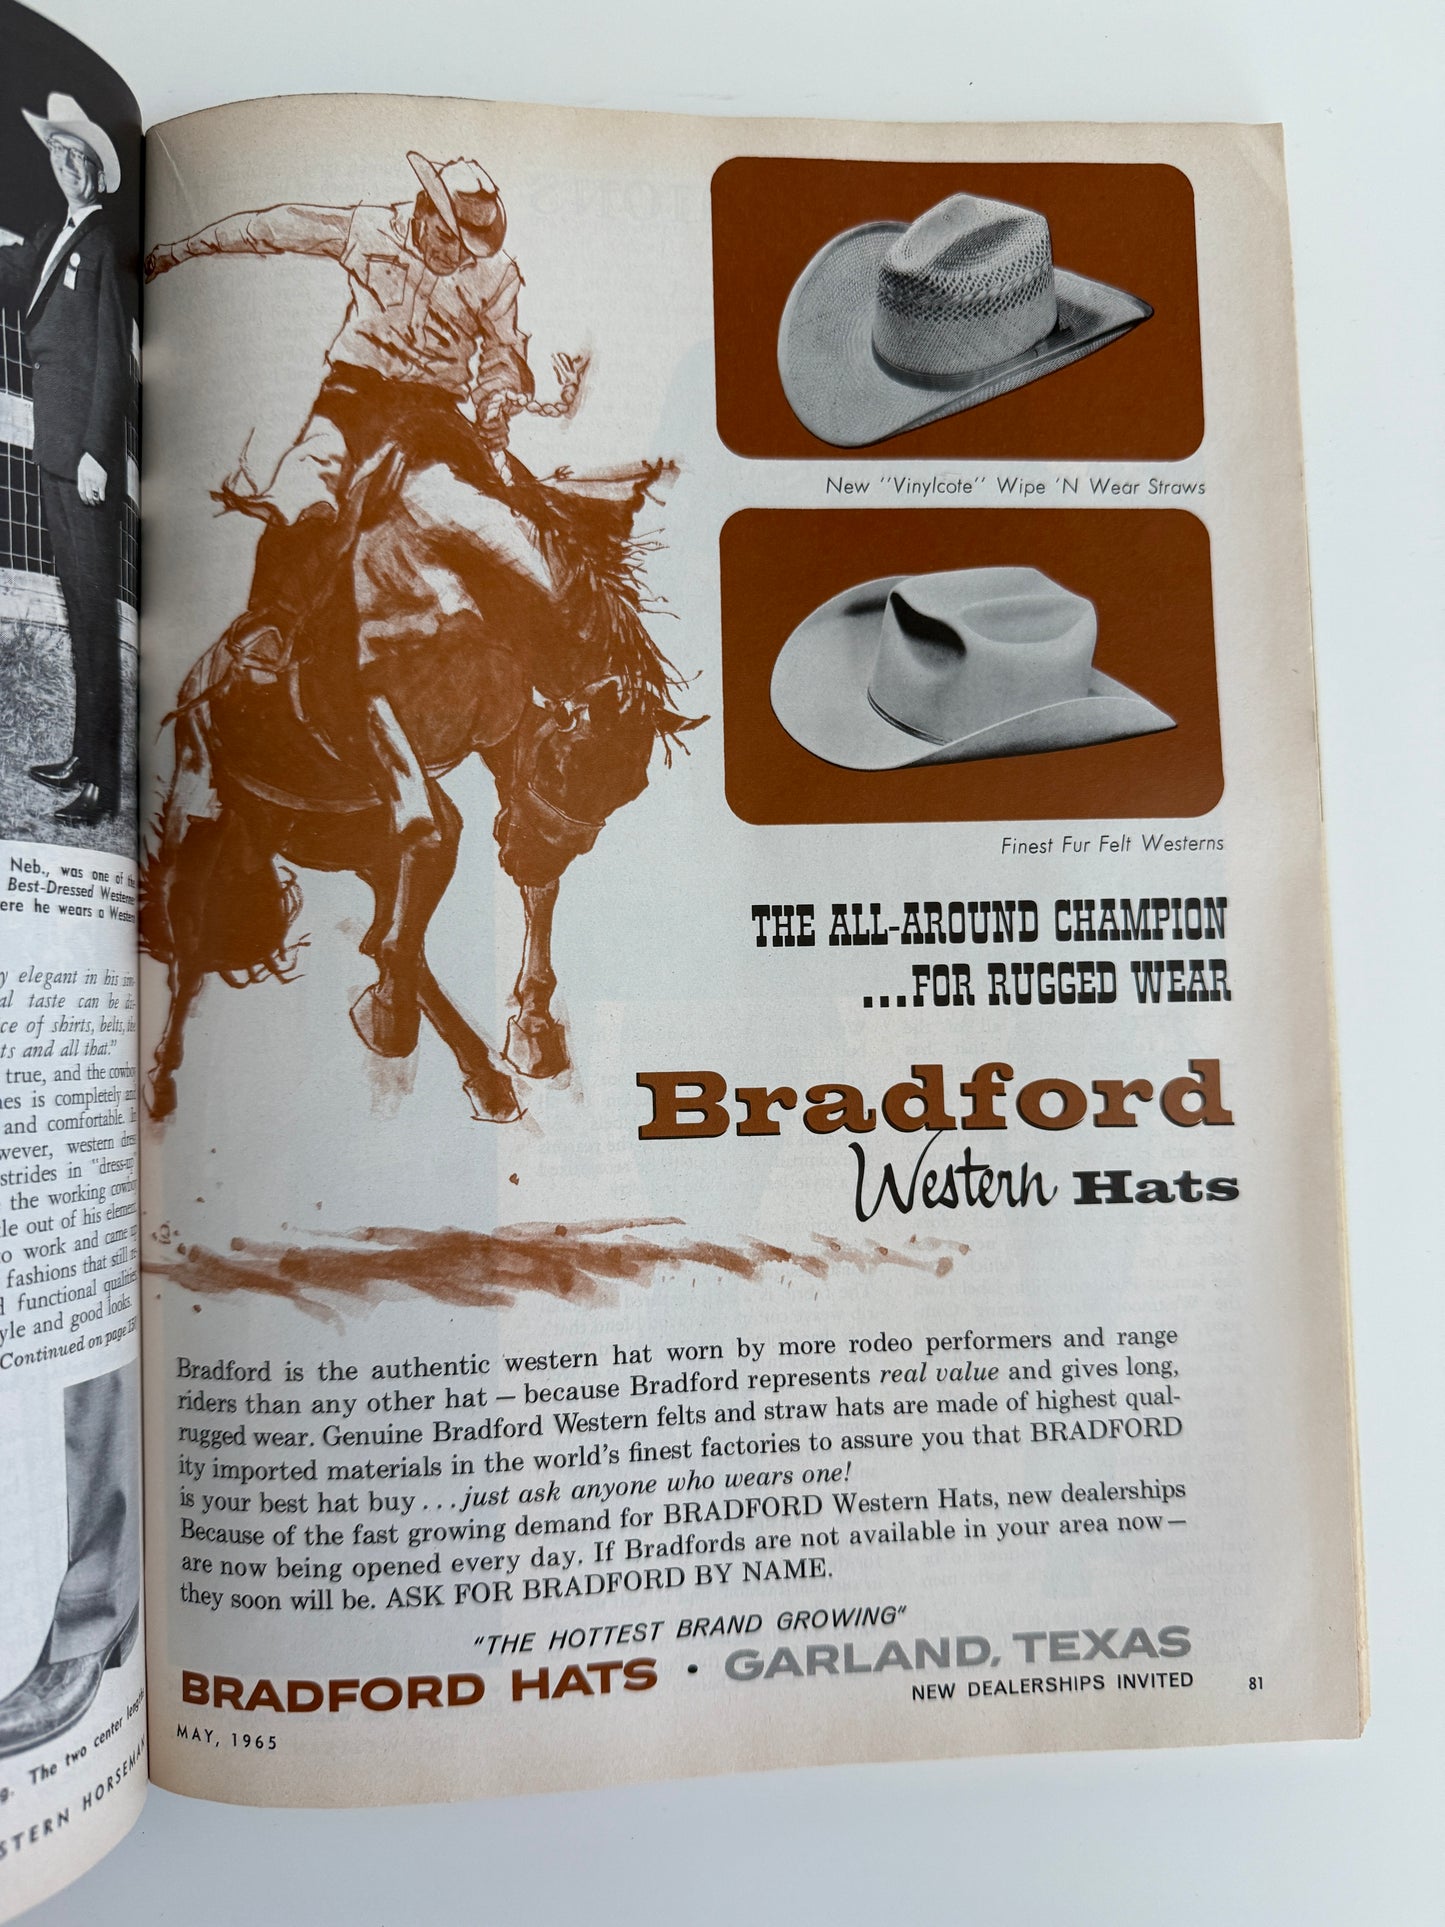 Neb., was one of the
Best-Dressed Westerners
ere he wears a Western
y elegant in his
al taste can be
ce of shirts, belts, the
ts and all that."
true, and the cowboy
es is completely and
and comfortable. In
wever, western dress
strides in "dress-up"
the working cowboy
le out of his element
o work and came up
fashions that still
d functional qualities
yle and good looks.
Continued on page
g. The two center
STERN HORSEMAN
New "Vinylcote" Wipe 'N Wear Straws
Finest Fur Felt Westerns
THE ALL-AROUND CHAMPION
...FOR RUGGED WEAR
Bradford
Western Hats
Bradford is the authentic western hat worn by more rodeo performers and range
riders than any other hat — because Bradford represents real value and gives long,
rugged wear. Genuine Bradford Western felts and straw hats are made of highest qual-
ity imported materials in the world's finest factories to assure you that BRADFORD
is your best hat buy ...just ask anyone who wears one!
Because of the fast growing demand for BRADFORD Western Hats, new dealerships
are now being opened every day. If Bradfords are not available in your area now—
they soon will be. ASK FOR BRADFORD BY NAME.
"THE HOTTEST BRAND GROWING"
BRADFORD HATS • GARLAND, TEXAS
NEW DEALERSHIPS INVITED
81
MAY, 1965